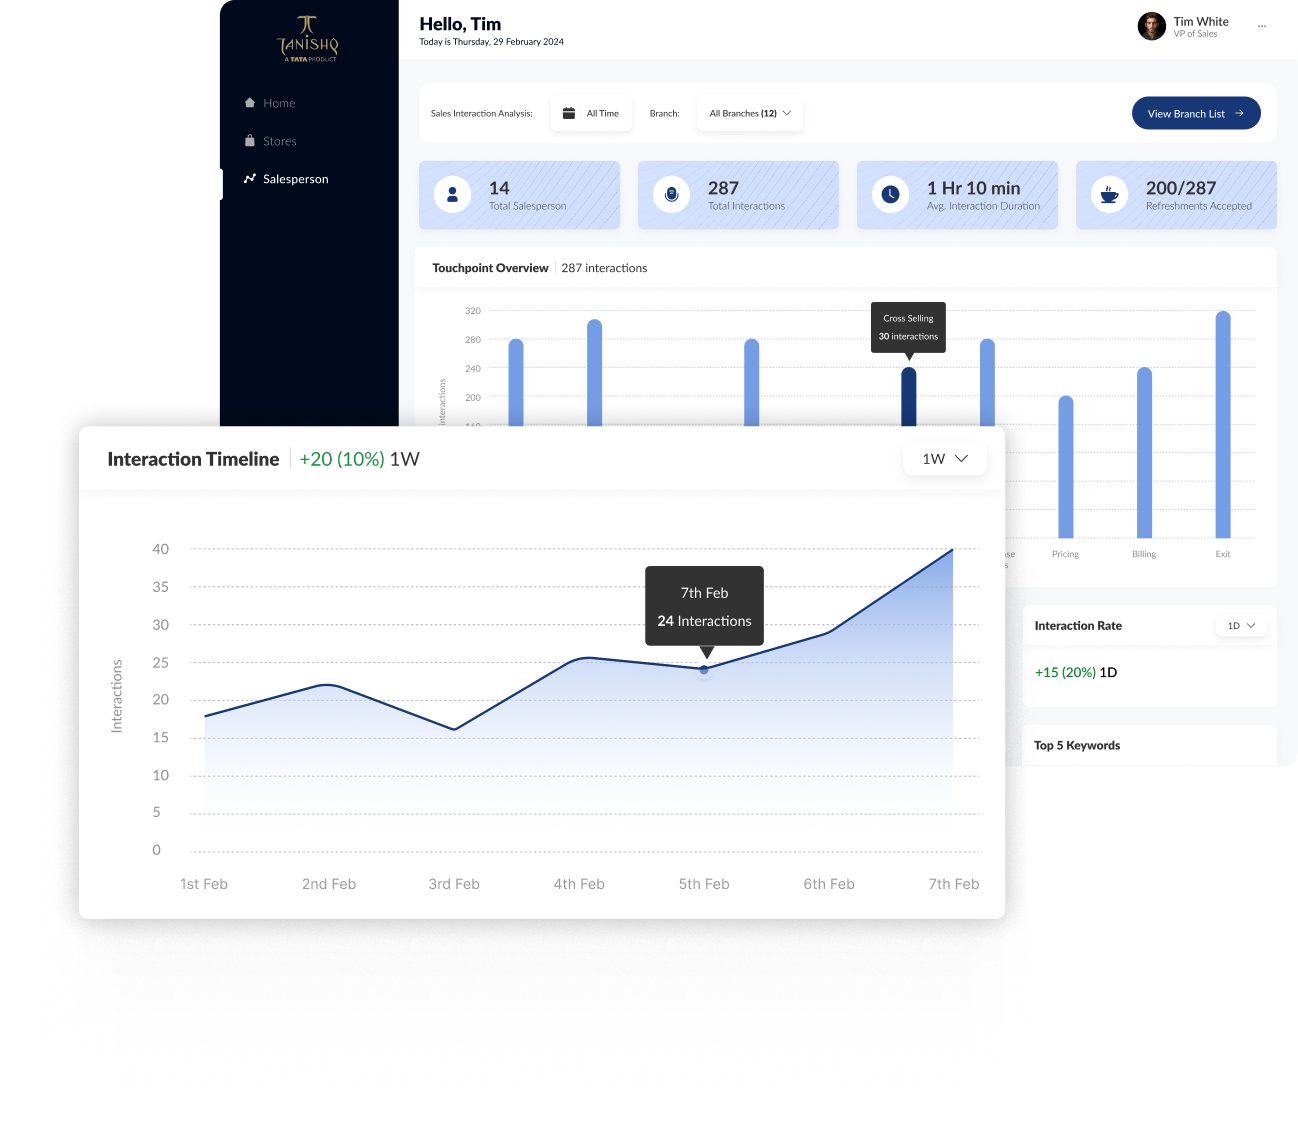 TANISHQ
A TATA PRODUCT
Home
Stores
Salesperson
Hello, Tim
Today is Thursday, 29 February 2024
Tim White
VP of Sales
...
Sales Interaction Analysis:
All Time
Branch:
All Branches (12)
View Branch List →
14
Total Salesperson
287
Total Interactions
1 Hr 10 min
Avg. Interaction Duration
200/287
Refreshments Accepted
Touchpoint Overview
287 interactions
320
280
240
200
Cross Selling
30 interactions
Pricing
Billing
Exit
Interaction Timeline
+20 (10%) 1W
1W
Interactions
40
35
30
25
20
15
10
5
0
7th Feb
24 Interactions
1st Feb
2nd Feb
3rd Feb
4th Feb
5th Feb
6th Feb
7th Feb
Interaction Rate
1D
+15 (20%) 1D
Top 5 Keywords